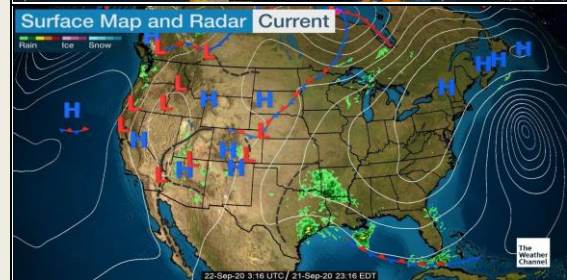 Surface Map and Radar Current
Rain Ice Snow
H L L
L
H H H H
H H H
L L
H
L
H L
H L
L H H
L
The
Weather
Channel
22-Sep-20 3:16 UTC / 21-Sep-20 23:16 EDT